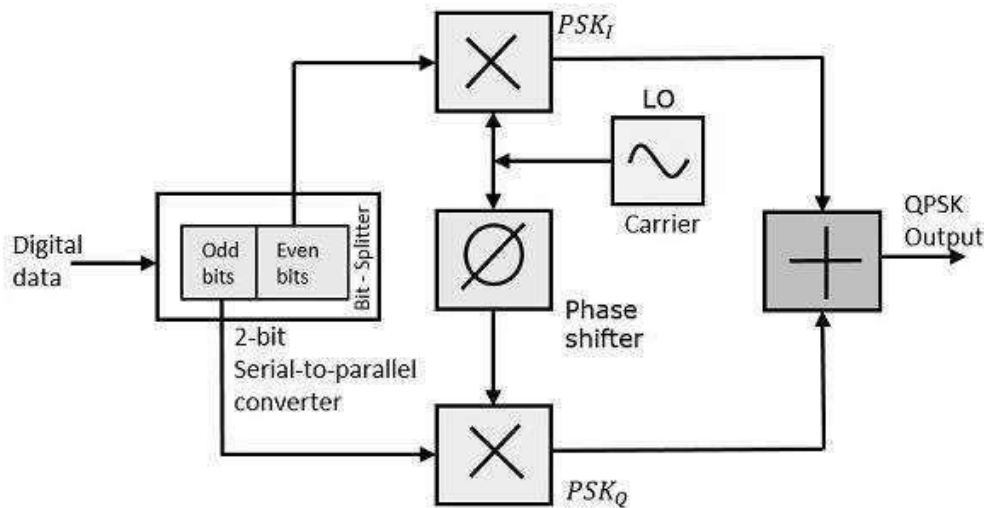 PSK_I
LO
Carrier
Digital
data
Odd
bits
Even
bits
Bit - Splitter
QPSK
Output
Phase
shifter
2-bit
Serial-to-parallel
converter
PSK_Q